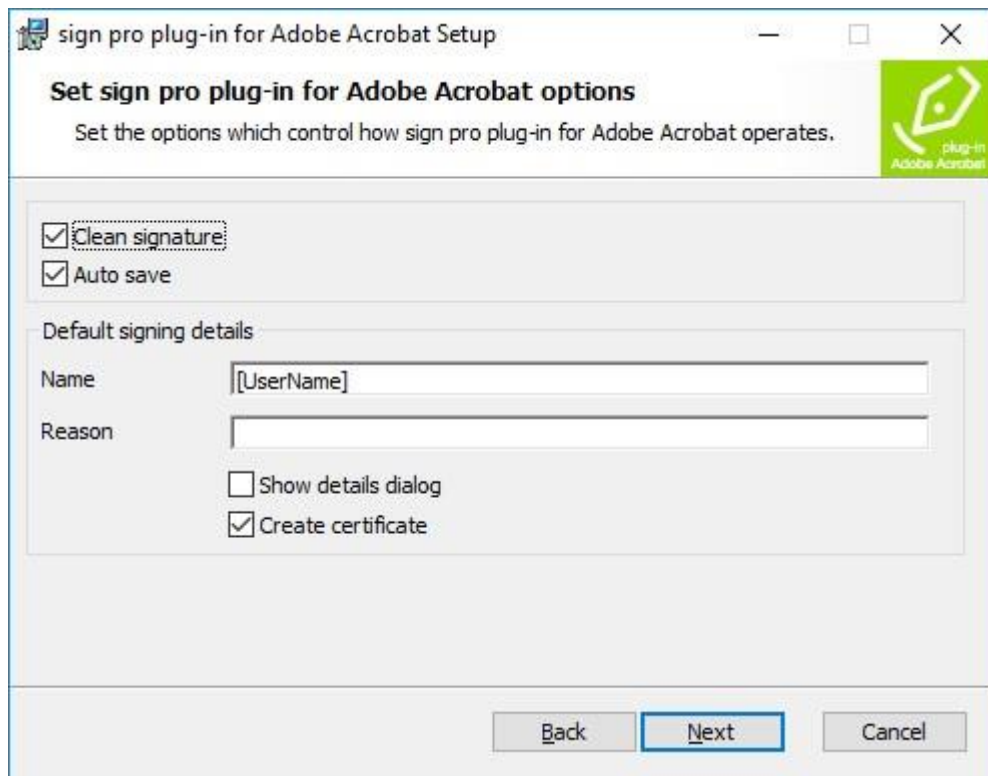 sign pro plug-in for Adobe Acrobat Setup
Set sign pro plug-in for Adobe Acrobat options
Set the options which control how sign pro plug-in for Adobe Acrobat operates.
plug-in
Adobe Acrobat
Clean signature
Auto save
Default signing details
Name [UserName]
Reason
Show details dialog
Create certificate
Back Next Cancel